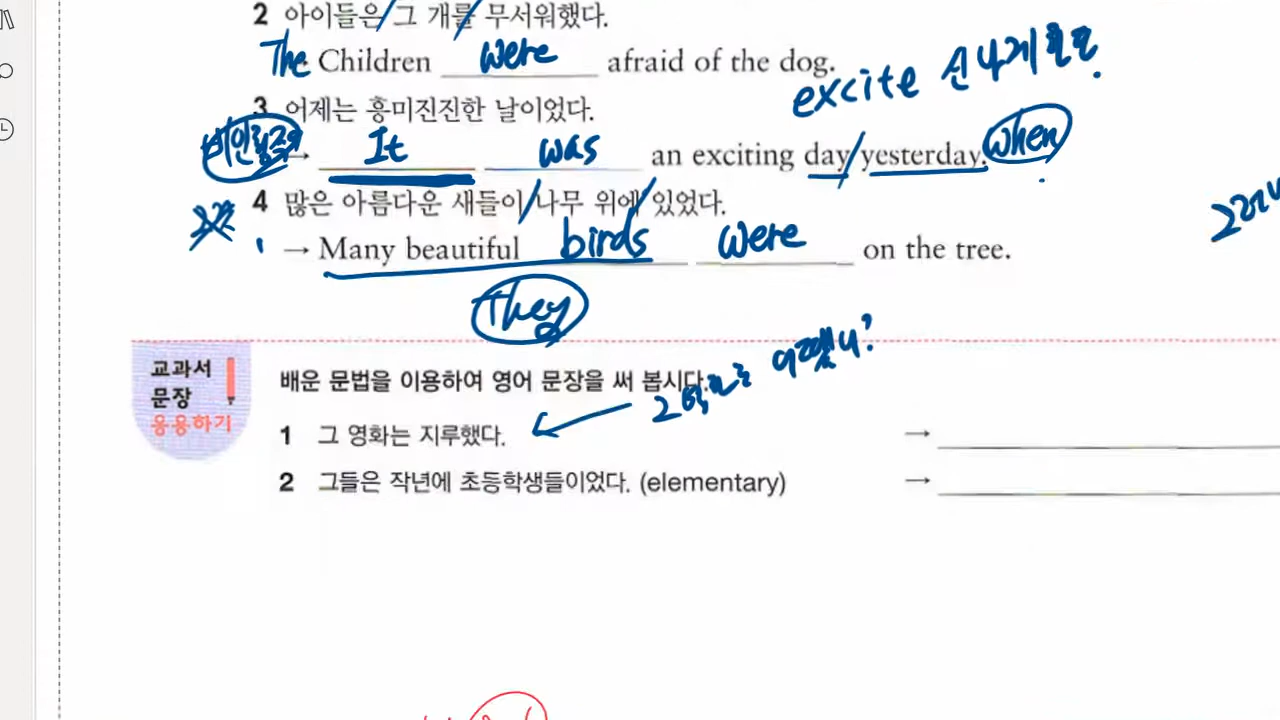 2 아이들은 그 개를 무서워했다.
The Children were afraid of the dog.
excite 신나게하다.
3 어제는 흥미진진한 날이었다.
비인칭주어 → It was an exciting day/yesterday. when
4 많은 아름다운 새들이/나무 위에/있었다.
→ Many beautiful birds were on the tree.
They
교과서
문장
응용하기
배운 문법을 이용하여 영어 문장을 써 봅시다.
어땠니?
1 그 영화는 지루했다. →
2 그들은 작년에 초등학생들이었다. (elementary) →